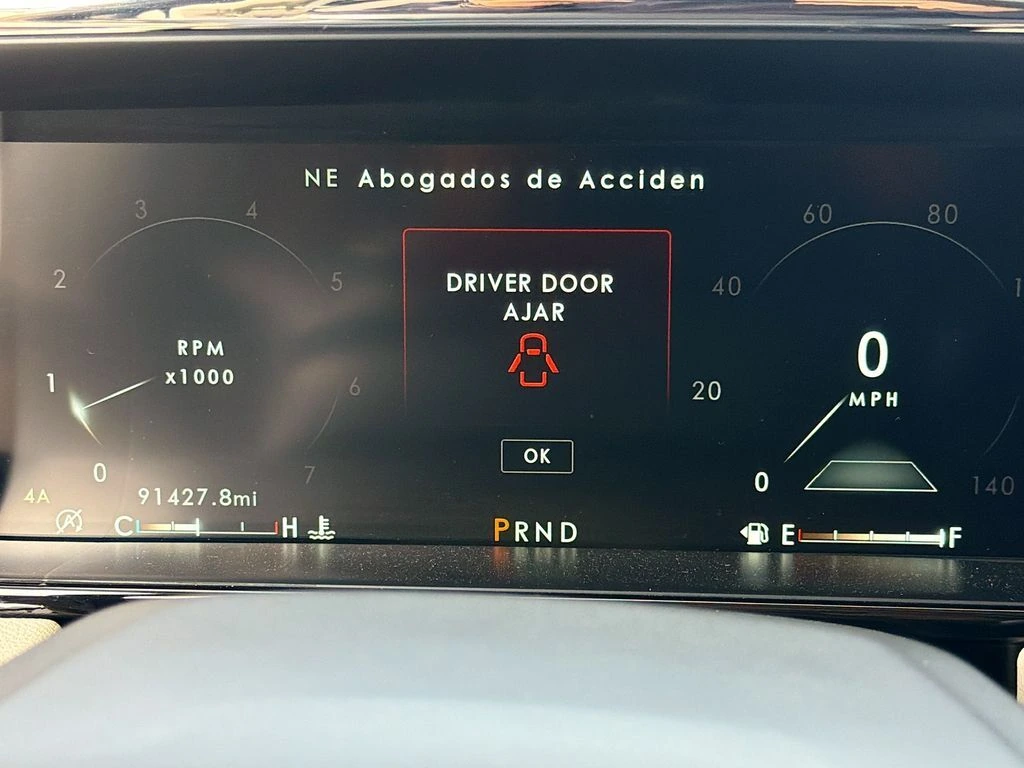 NE Abogados de Acciden
3 4
2 5
RPM
x1000
1 6
0 7
4A
91427.8mi
C H
DRIVER DOOR
AJAR
OK
PRND
60 80
40 1
0
MPH
20
0 140
E F